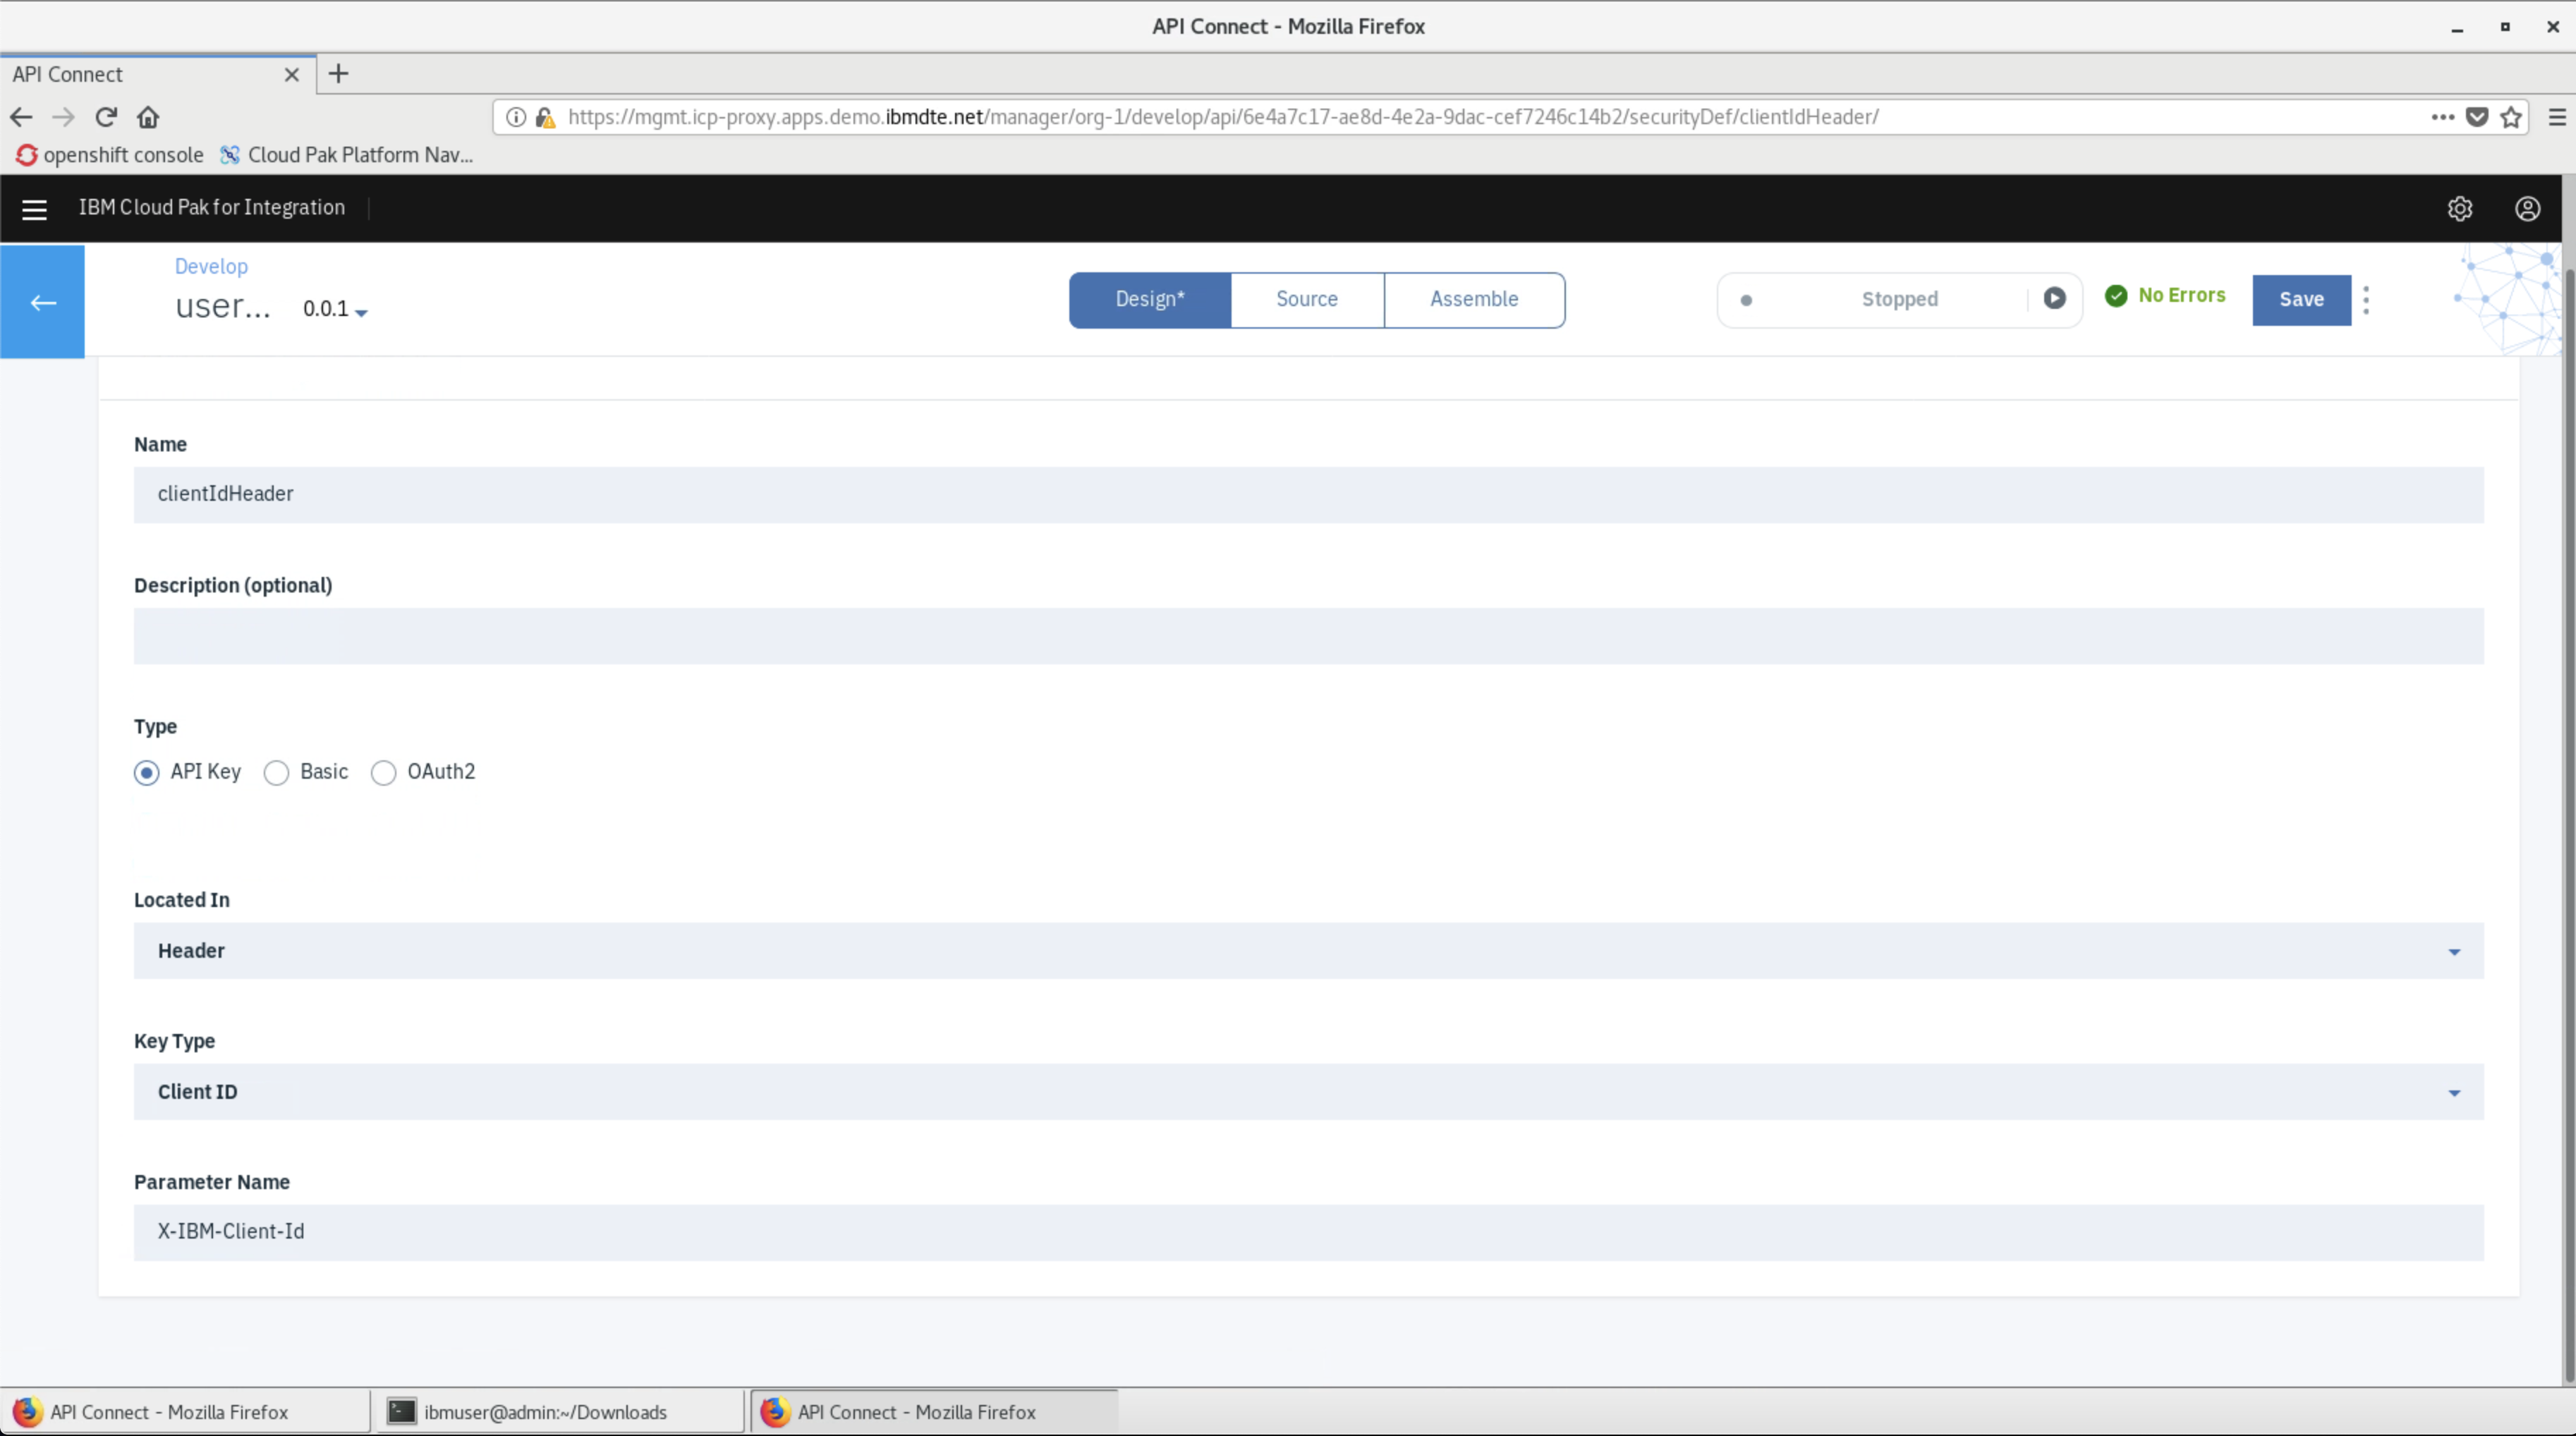 API Connect - Mozilla Firefox
API Connect
https://mgmt.icp-proxy.apps.demo.ibmdte.net/manager/org-1/develop/api/6e4a7c17-ae8d-4e2a-9dac-cef7246c14b2/securityDef/clientIdHeader/
openshift console Cloud Pak Platform Nav...
IBM Cloud Pak for Integration
Develop
user... 0.0.1
Design* Source Assemble
Stopped
No Errors
Save
Name
clientIdHeader
Description (optional)
Type
API Key Basic OAuth2
Located In
Header
Key Type
Client ID
Parameter Name
X-IBM-Client-Id
API Connect - Mozilla Firefox ibmuser@admin:~/Downloads API Connect - Mozilla Firefox